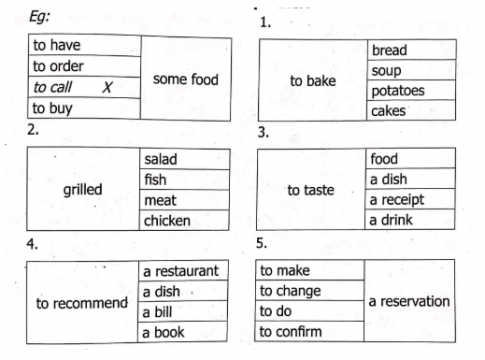 Eg:
to have
to order
to call X
to buy
some food
1.
to bake
bread
soup
potatoes
cakes
2.
grilled
salad
fish
meat
chicken
3.
to taste
food
a dish
a receipt
a drink
4.
to recommend
a restaurant
a dish
a bill
a book
5.
to make
to change
to do
to confirm
a reservation